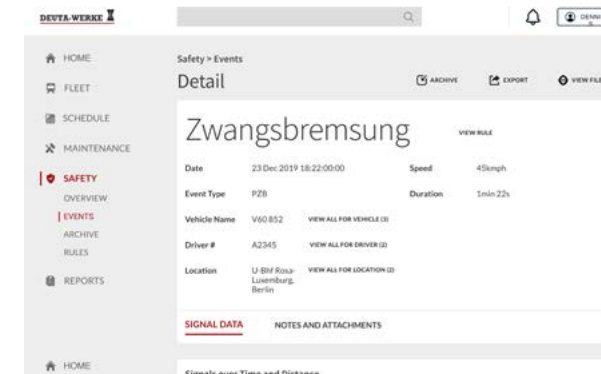 DEUTA-WERKE
DENNI
HOME
FLEET
SCHEDULE
MAINTENANCE
SAFETY
OVERVIEW
EVENTS
ARCHIVE
RULES
REPORTS
HOME
Safety > Events
Detail
ARCHIVE
EXPORT
VIEW FILE
Zwangsbremsung
VIEW RULE
Date 23 Dec 2019 18:22:00:00 Speed 45kmph
Event Type PZB Duration 1min 22s
Vehicle Name V60 852 VIEW ALL FOR VEHICLE (3)
Driver # A2345 VIEW ALL FOR DRIVER (2)
Location U-Bhf Rosa- VIEW ALL FOR LOCATION (2)
Luxemburg,
Berlin
SIGNAL DATA NOTES AND ATTACHMENTS
Signals over Time and Distance